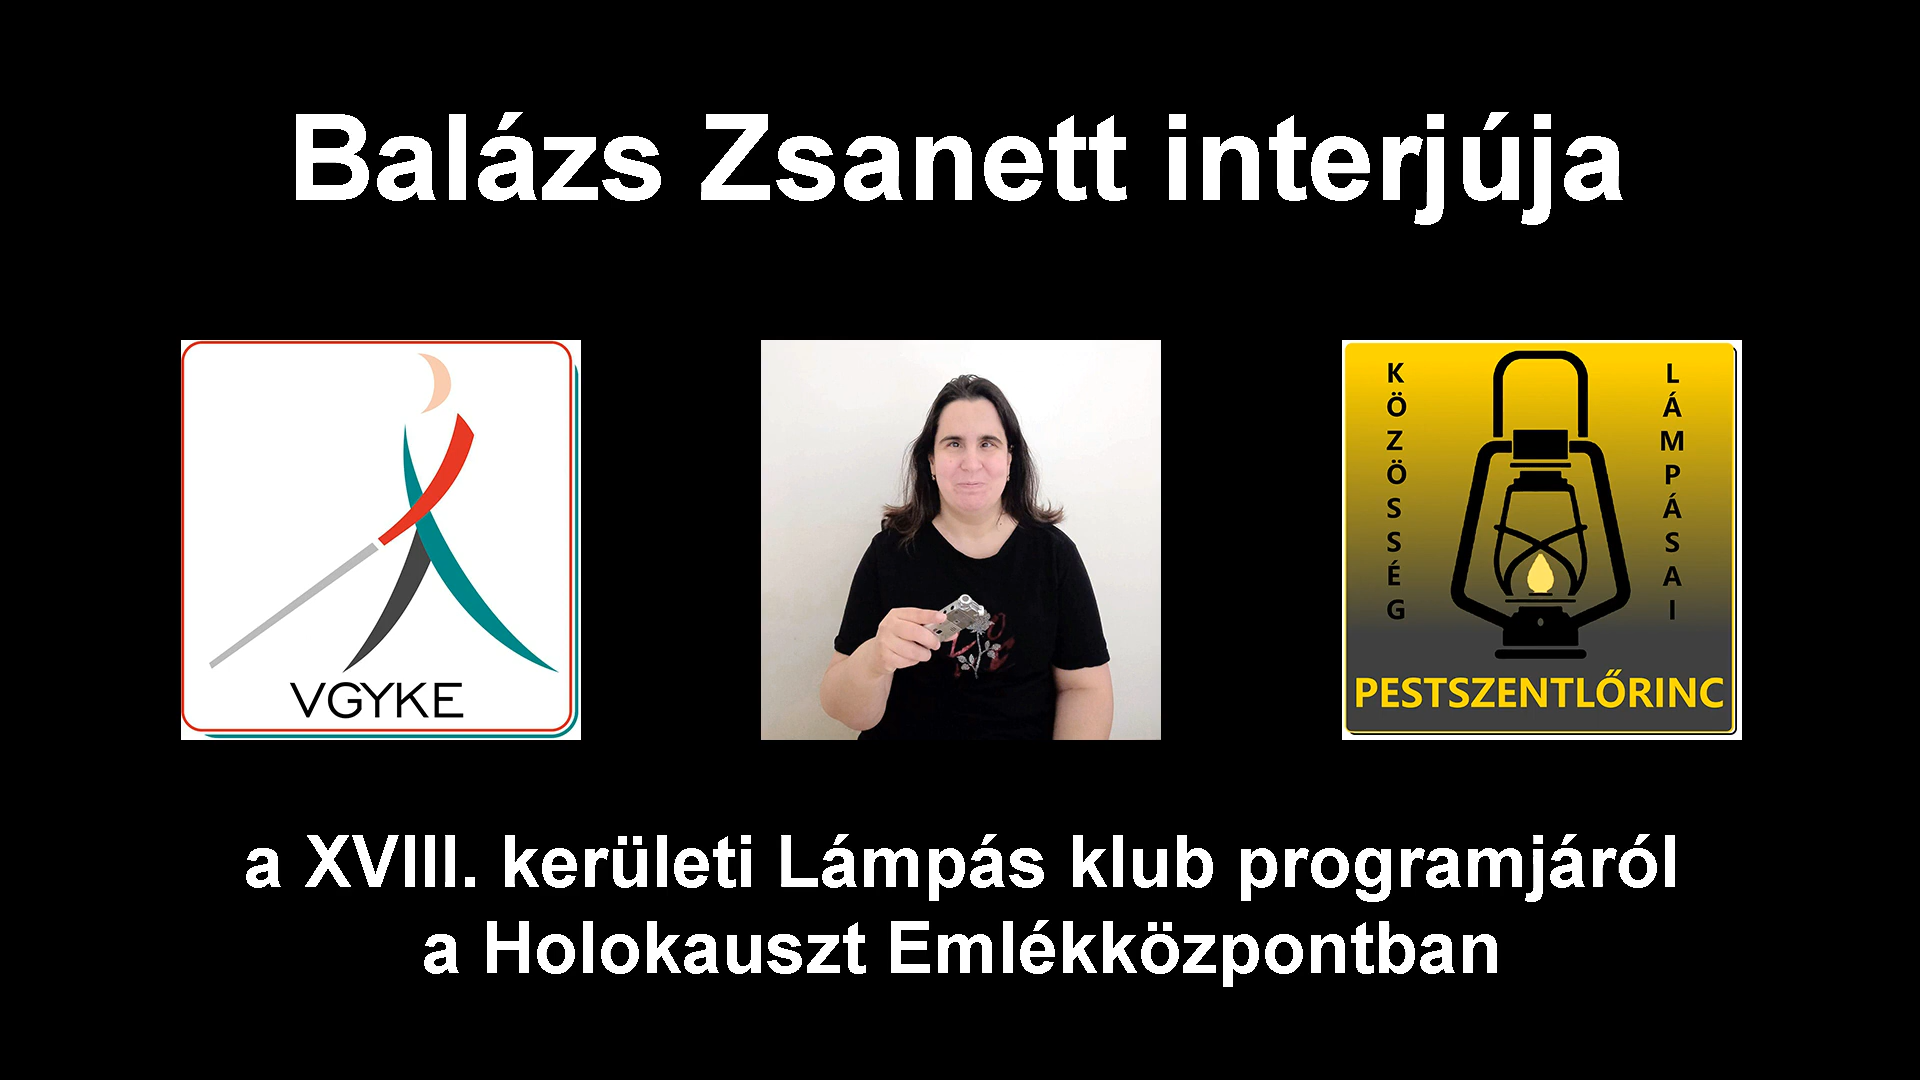 Balázs Zsanett interjúja
VGYKE
KÖZÖSSÉG
LÁMPÁSAI
PESTSZENTLŐRINC
a XVIII. kerületi Lámpás klub programjáról
a Holokauszt Emlékközpontban